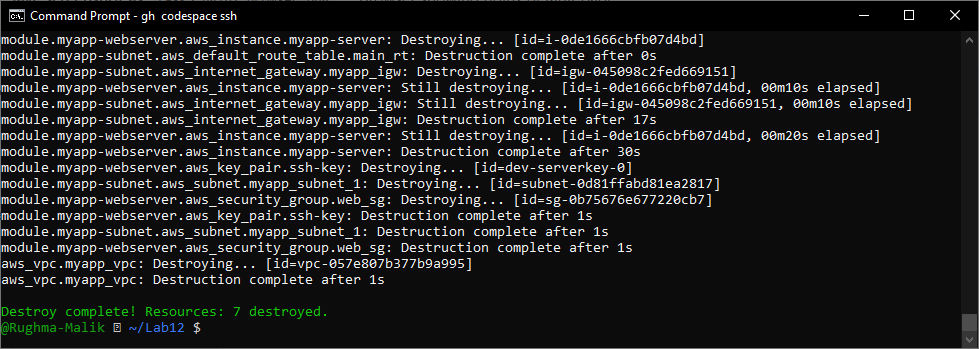 Command Prompt - gh  codespace ssh
module.myapp-webserver.aws_instance.myapp-server: Destroying... [id=i-0de1666cbfb07d4bd]
module.myapp-subnet.aws_default_route_table.main_rt: Destruction complete after 0s
module.myapp-subnet.aws_internet_gateway.myapp_igw: Destroying... [id=igw-045098c2fed669151]
module.myapp-webserver.aws_instance.myapp-server: Still destroying... [id=i-0de1666cbfb07d4bd, 00m10s elapsed]
module.myapp-subnet.aws_internet_gateway.myapp_igw: Still destroying... [id=igw-045098c2fed669151, 00m10s elapsed]
module.myapp-subnet.aws_internet_gateway.myapp_igw: Destruction complete after 17s
module.myapp-webserver.aws_instance.myapp-server: Still destroying... [id=i-0de1666cbfb07d4bd, 00m20s elapsed]
module.myapp-webserver.aws_instance.myapp-server: Destruction complete after 30s
module.myapp-webserver.aws_key_pair.ssh-key: Destroying... [id=dev-serverkey-0]
module.myapp-subnet.aws_subnet.myapp_subnet_1: Destroying... [id=subnet-0d81ffabd81ea2817]
module.myapp-webserver.aws_security_group.web_sg: Destroying... [id=sg-0b75676e677220cb7]
module.myapp-webserver.aws_key_pair.ssh-key: Destruction complete after 1s
module.myapp-subnet.aws_subnet.myapp_subnet_1: Destruction complete after 1s
module.myapp-webserver.aws_security_group.web_sg: Destruction complete after 1s
aws_vpc.myapp_vpc: Destroying... [id=vpc-057e807b377b9a995]
aws_vpc.myapp_vpc: Destruction complete after 1s
Destroy complete! Resources: 7 destroyed.
@Rughma-Malik ~/Lab12 $